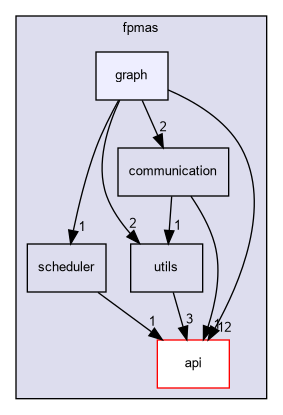 fpmas
graph
2
communication
1
2
1
scheduler
utils
1
3
1
12
api